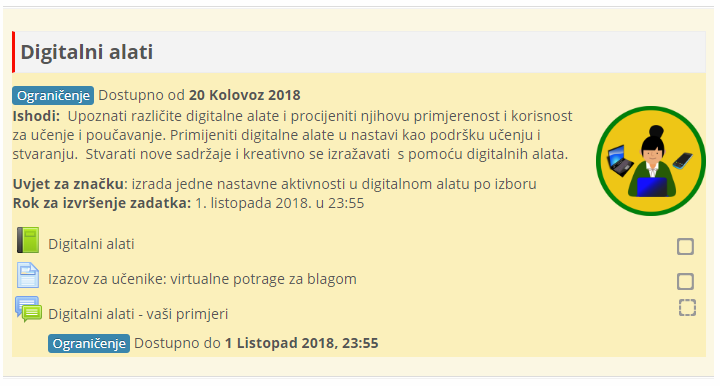 Digitalni alati
Ograničenje Dostupno od 20 Kolovoz 2018
Ishodi: Upoznati različite digitalne alate i procijeniti njihovu primjerenost i korisnost
za učenje i poučavanje. Primijeniti digitalne alate u nastavi kao podršku učenju i
stvaranju. Stvarati nove sadržaje i kreativno se izražavati s pomoću digitalnih alata.
Uvjet za značku: izrada jedne nastavne aktivnosti u digitalnom alatu po izboru
Rok za izvršenje zadatka: 1. listopada 2018. u 23:55
Digitalni alati
Izazov za učenike: virtualne potrage za blagom
Digitalni alati - vaši primjeri
Ograničenje Dostupno do 1 Listopad 2018, 23:55